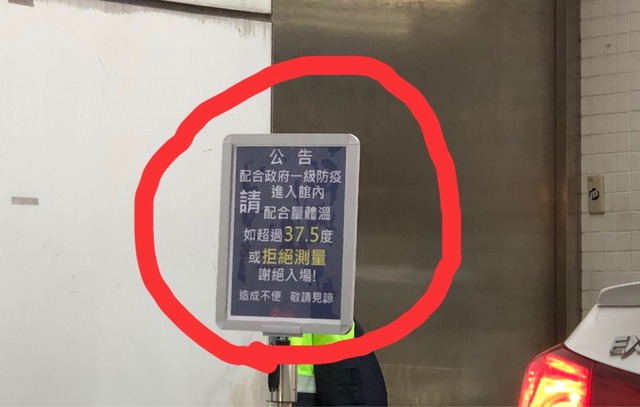 公告
配合政府一級防疫
進入館內
請 配合量體溫
如超過37.5度
或拒絕測量
謝絕入場!
造成不便 敬請見諒
EX